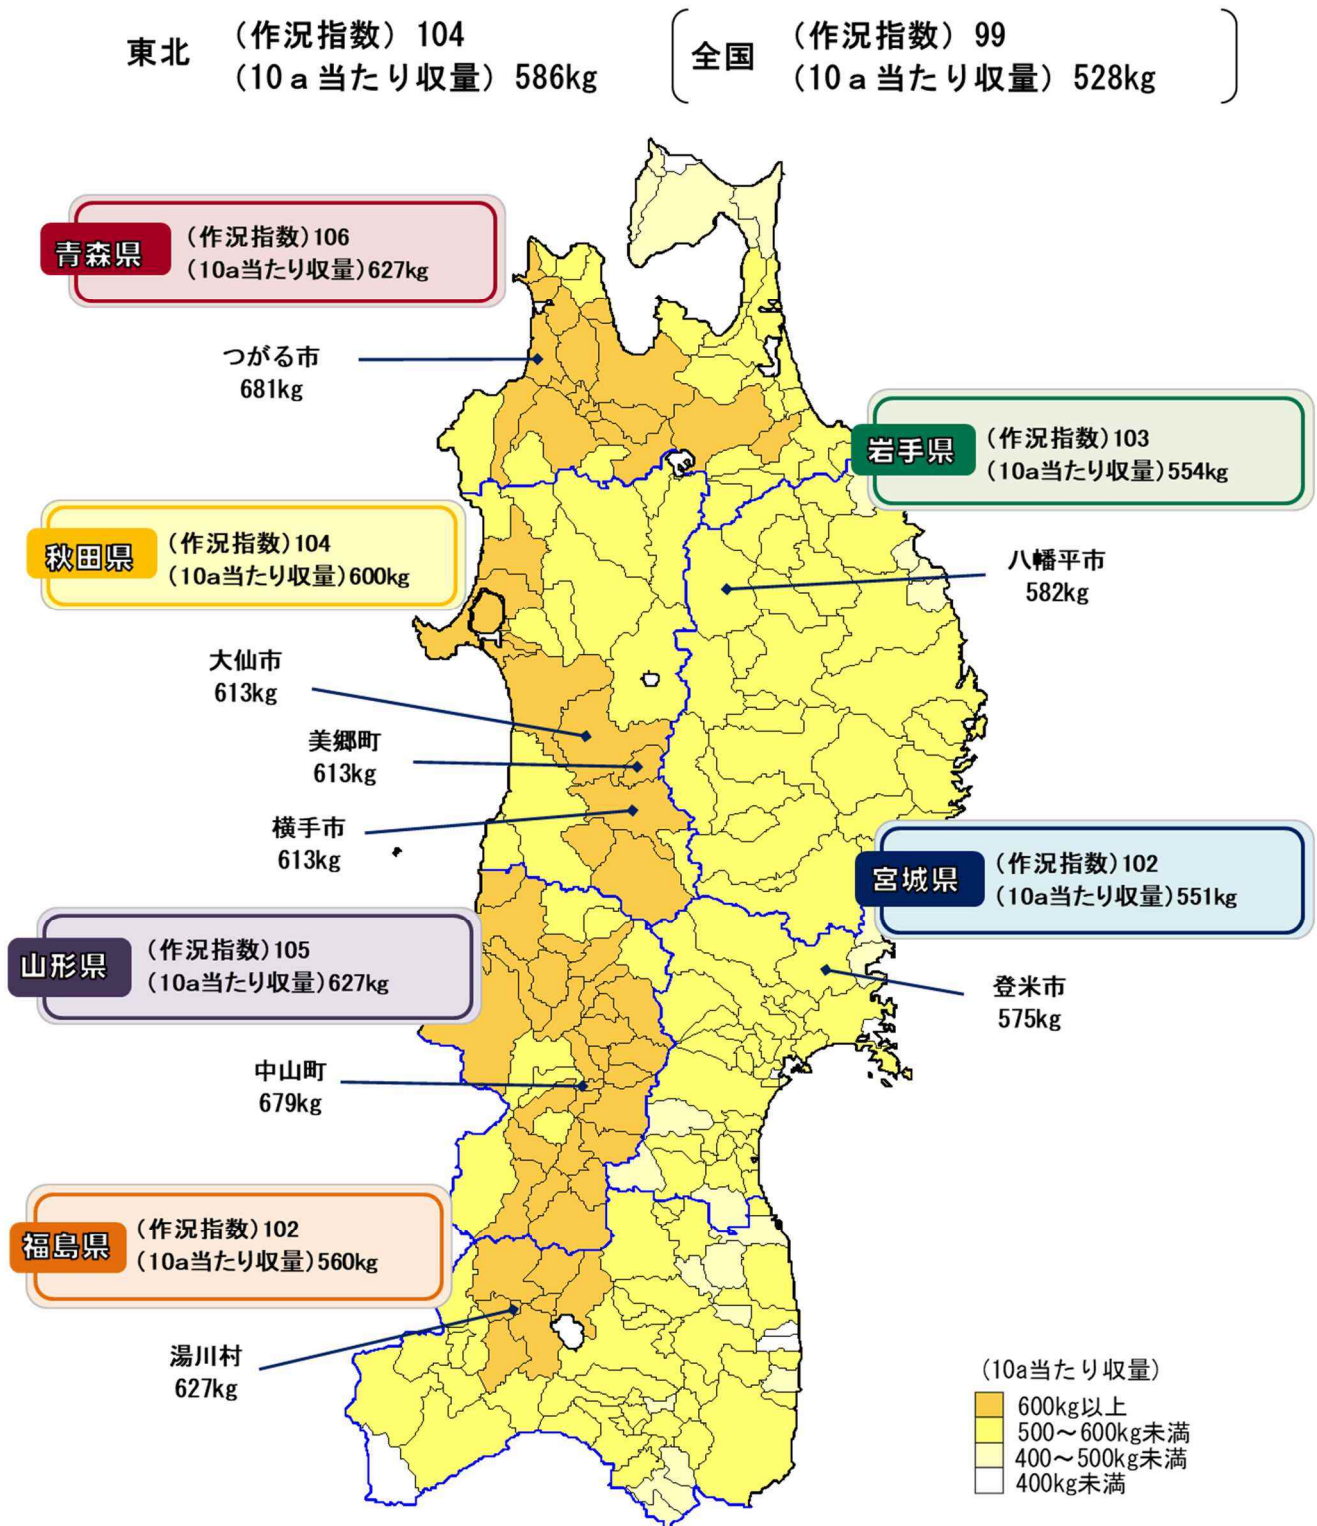 東北
(作況指数) 104
(10a当たり収量) 586kg
全国
(作況指数) 99
(10a当たり収量) 528kg
青森県
(作況指数)106
(10a当たり収量)627kg
つがる市
681kg
岩手県
(作況指数)103
(10a当たり収量)554kg
秋田県
(作況指数)104
(10a当たり収量)600kg
八幡平市
582kg
大仙市
613kg
美郷町
613kg
横手市
613kg
宮城県
(作況指数)102
(10a当たり収量)551kg
山形県
(作況指数)105
(10a当たり収量)627kg
登米市
575kg
中山町
679kg
福島県
(作況指数)102
(10a当たり収量)560kg
湯川村
627kg
(10a当たり収量)
600kg以上
500～600kg未満
400～500kg未満
400kg未満